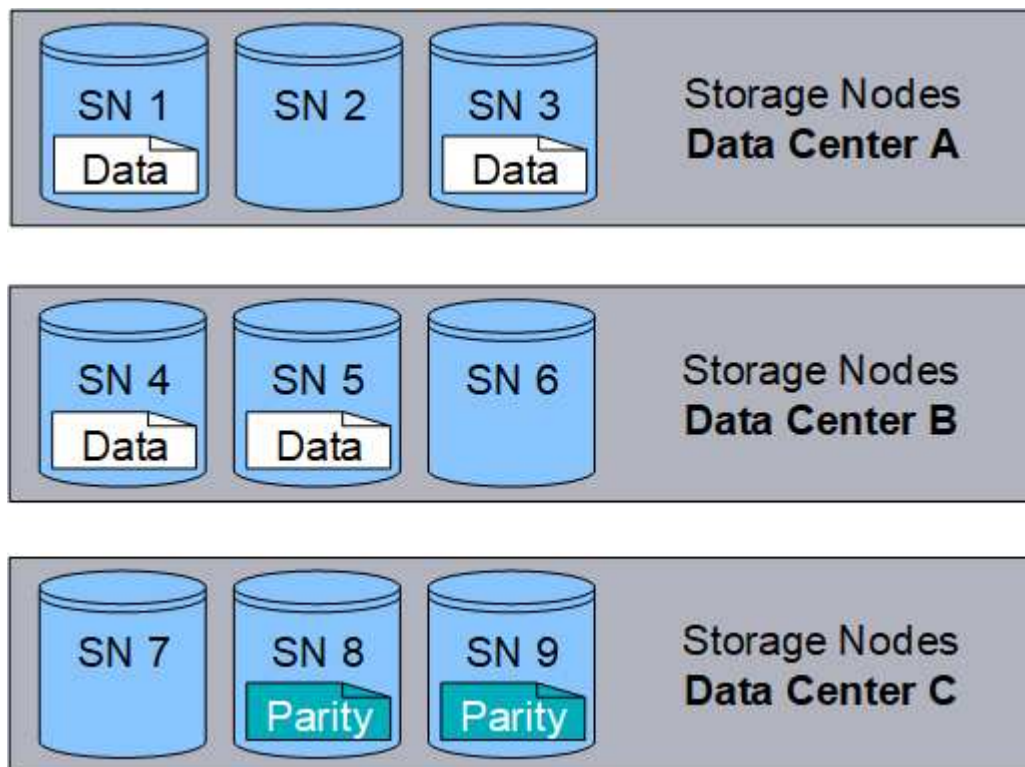 SN 1
Data
SN 2
SN 3
Data
Storage Nodes
Data Center A
SN 4
Data
SN 5
Data
SN 6
Storage Nodes
Data Center B
SN 7
SN 8
Parity
SN 9
Parity
Storage Nodes
Data Center C